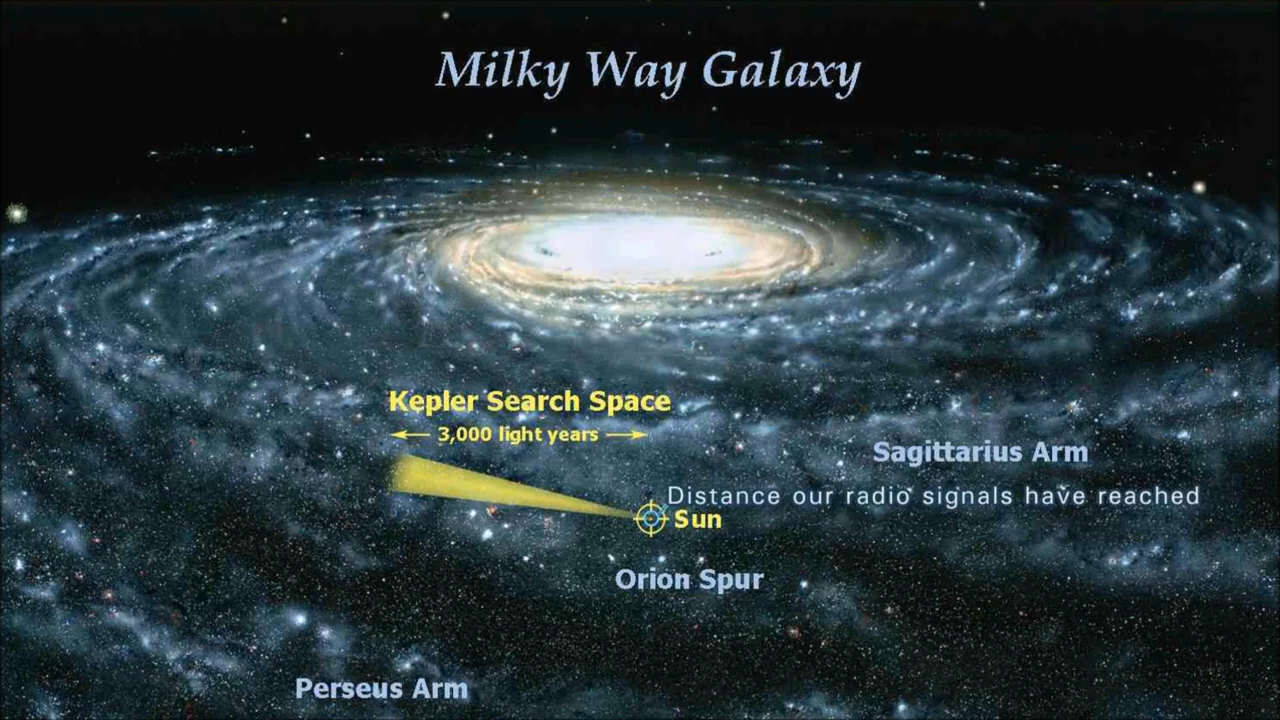 Milky Way Galaxy
Kepler Search Space
3,000 light years
Sagittarius Arm
Distance our radio signals have reached
Sun
Orion Spur
Perseus Arm